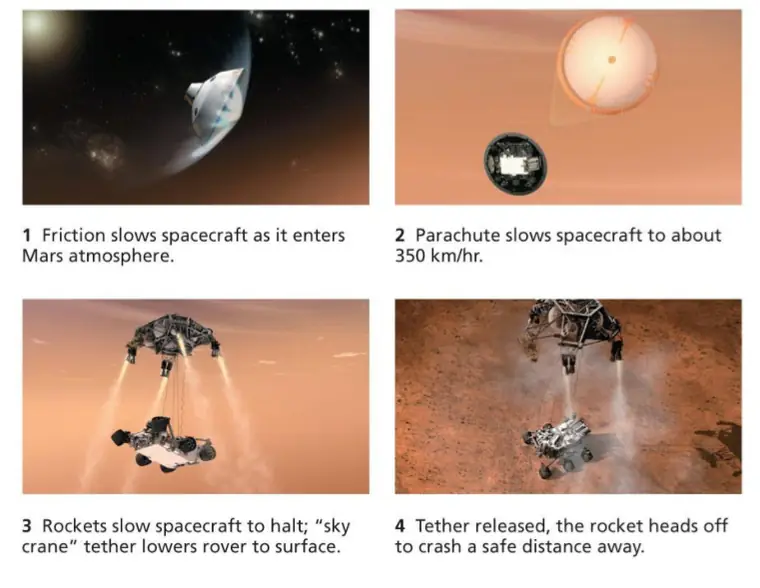 1 Friction slows spacecraft as it enters
Mars atmosphere.
2 Parachute slows spacecraft to about
350 km/hr.
3 Rockets slow spacecraft to halt; “sky
crane” tether lowers rover to surface.
4 Tether released, the rocket heads off
to crash a safe distance away.